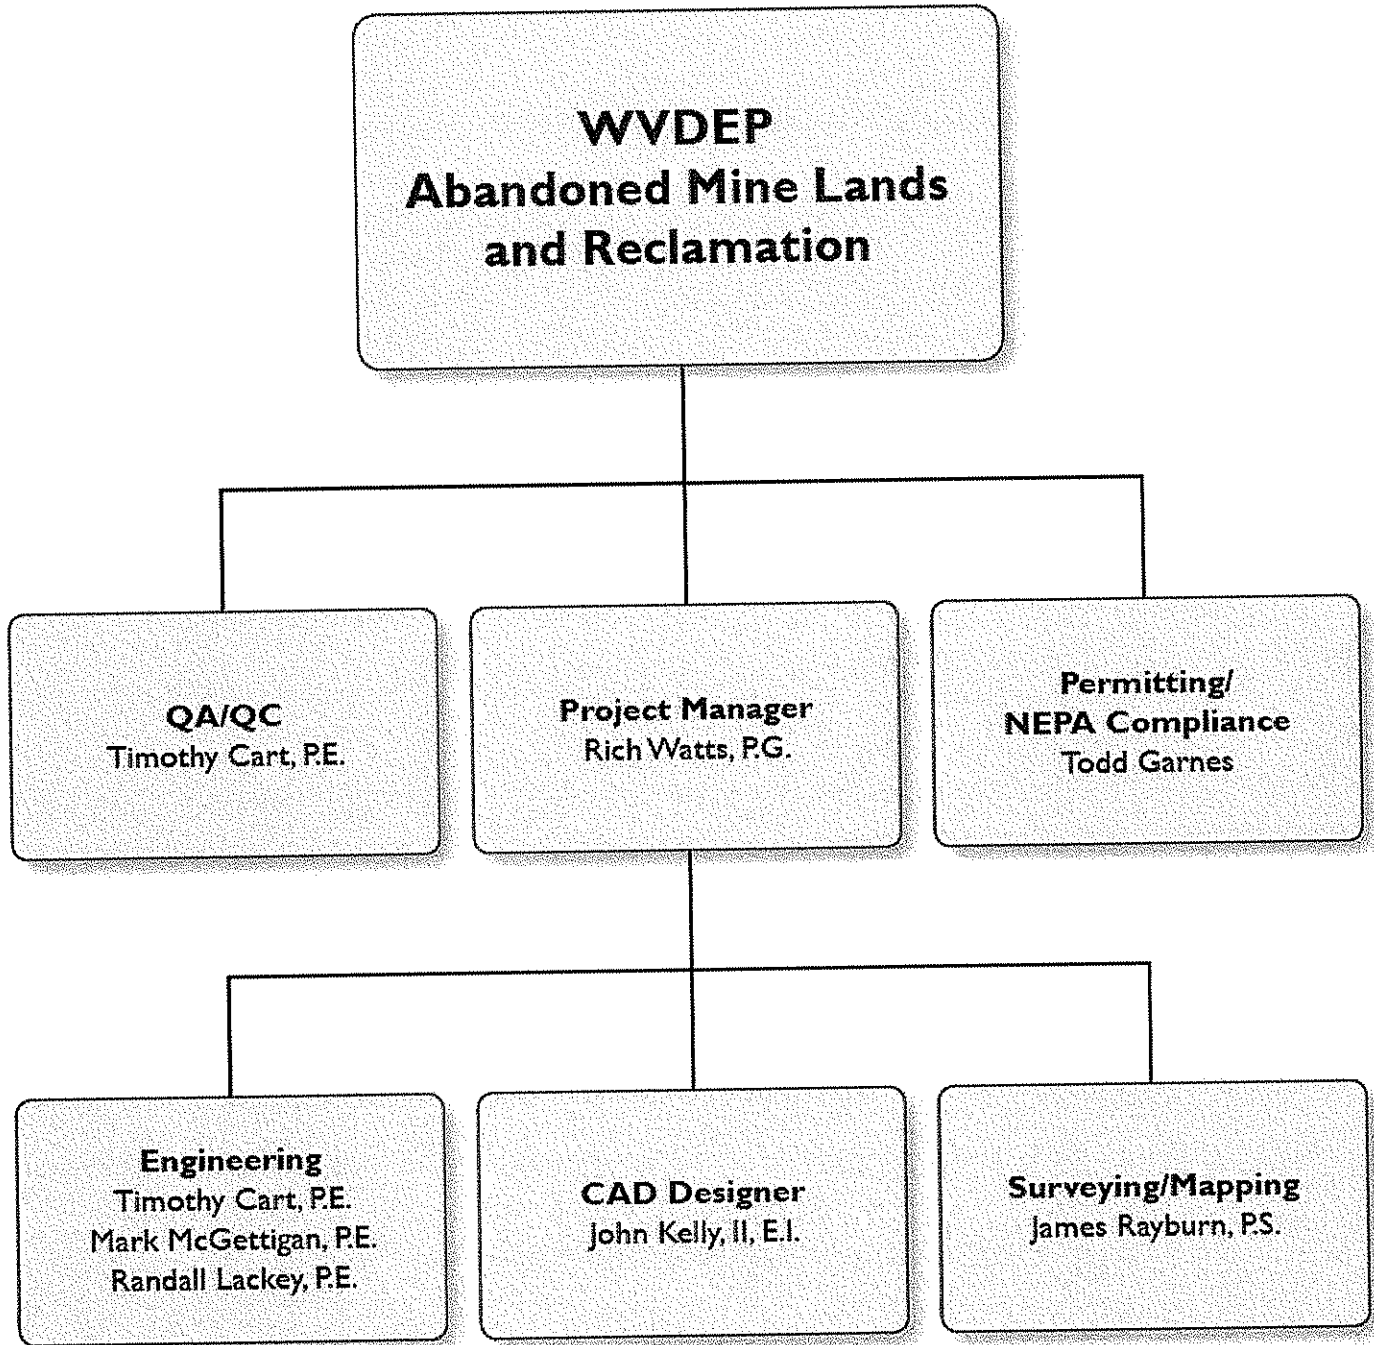 WVDEP
Abandoned Mine Lands
and Reclamation
QA/QC
Timothy Cart, P.E.
Project Manager
Rich Watts, P.G.
Permitting/
NEPA Compliance
Todd Garnes
Engineering
Timothy Cart, P.E.
Mark McGettigan, P.E.
Randall Lackey, P.E.
CAD Designer
John Kelly, II, E.I.
Surveying/Mapping
James Rayburn, P.S.